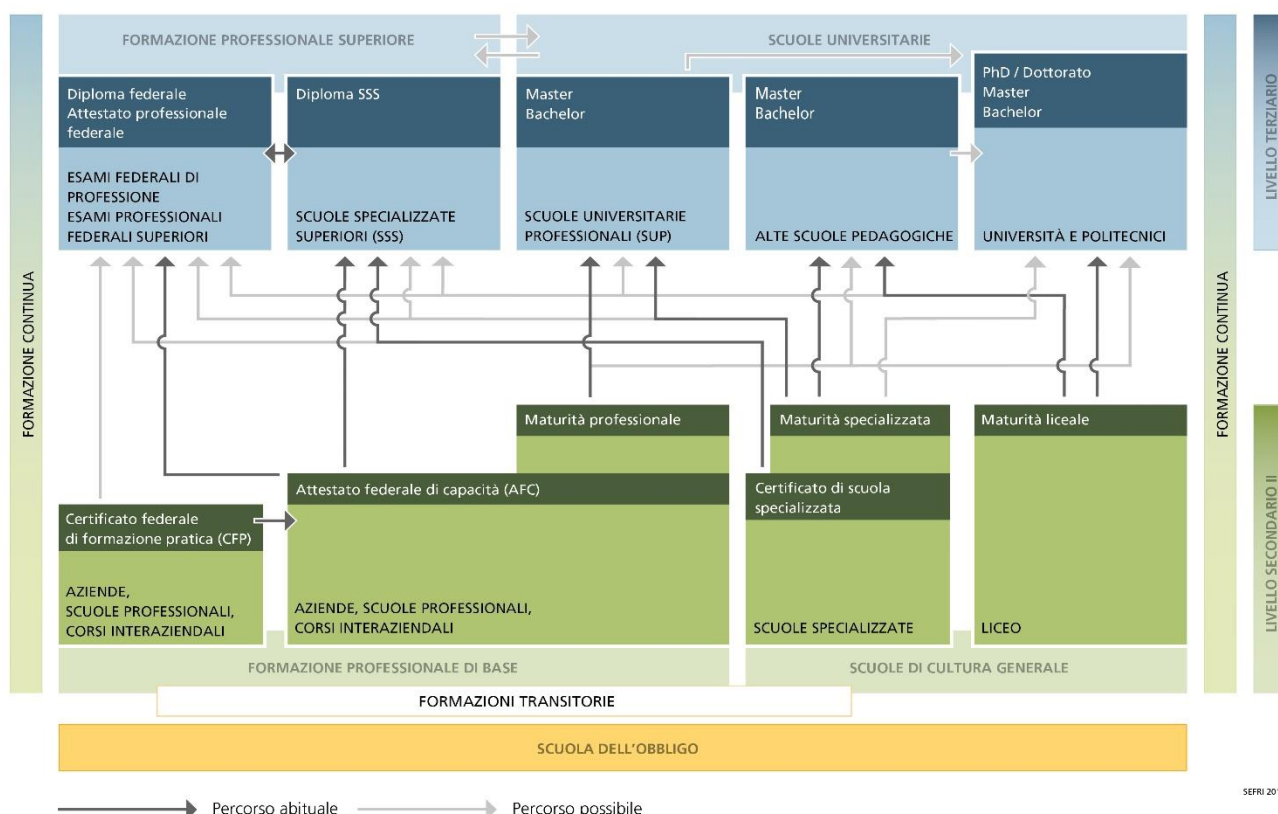 FORMAZIONE PROFESSIONALE SUPERIORE
SCUOLE UNIVERSITARIE
Diploma federale
Attestato professionale
federale
ESAMI FEDERALI DI
PROFESSIONE
ESAMI PROFESSIONALI
FEDERALI SUPERIORI
Diploma SSS
SCUOLE SPECIALIZZATE
SUPERIORI (SSS)
Master
Bachelor
SCUOLE UNIVERSITARIE
PROFESSIONALI (SUP)
Master
Bachelor
ALTE SCUOLE PEDAGOGICHE
PhD / Dottorato
Master
Bachelor
UNIVERSITÀ E POLITECNICI
FORMAZIONE CONTINUA
FORMAZIONE CONTINUA
LIVELLO TERZIARIO
LIVELLO SECONDARIO II
Certificato federale
di formazione pratica (CFP)
AZIENDE,
SCUOLE PROFESSIONALI,
CORSI INTERAZIENDALI
Maturità professionale
Attestato federale di capacità (AFC)
AZIENDE, SCUOLE PROFESSIONALI,
CORSI INTERAZIENDALI
Maturità specializzata
Certificato di scuola
specializzata
SCUOLE SPECIALIZZATE
Maturità liceale
LICEO
FORMAZIONE PROFESSIONALE DI BASE
SCUOLE DI CULTURA GENERALE
FORMAZIONI TRANSITORIE
SCUOLA DELL'OBBLIGO
Percorso abituale
Percorso possibile
SEFRI